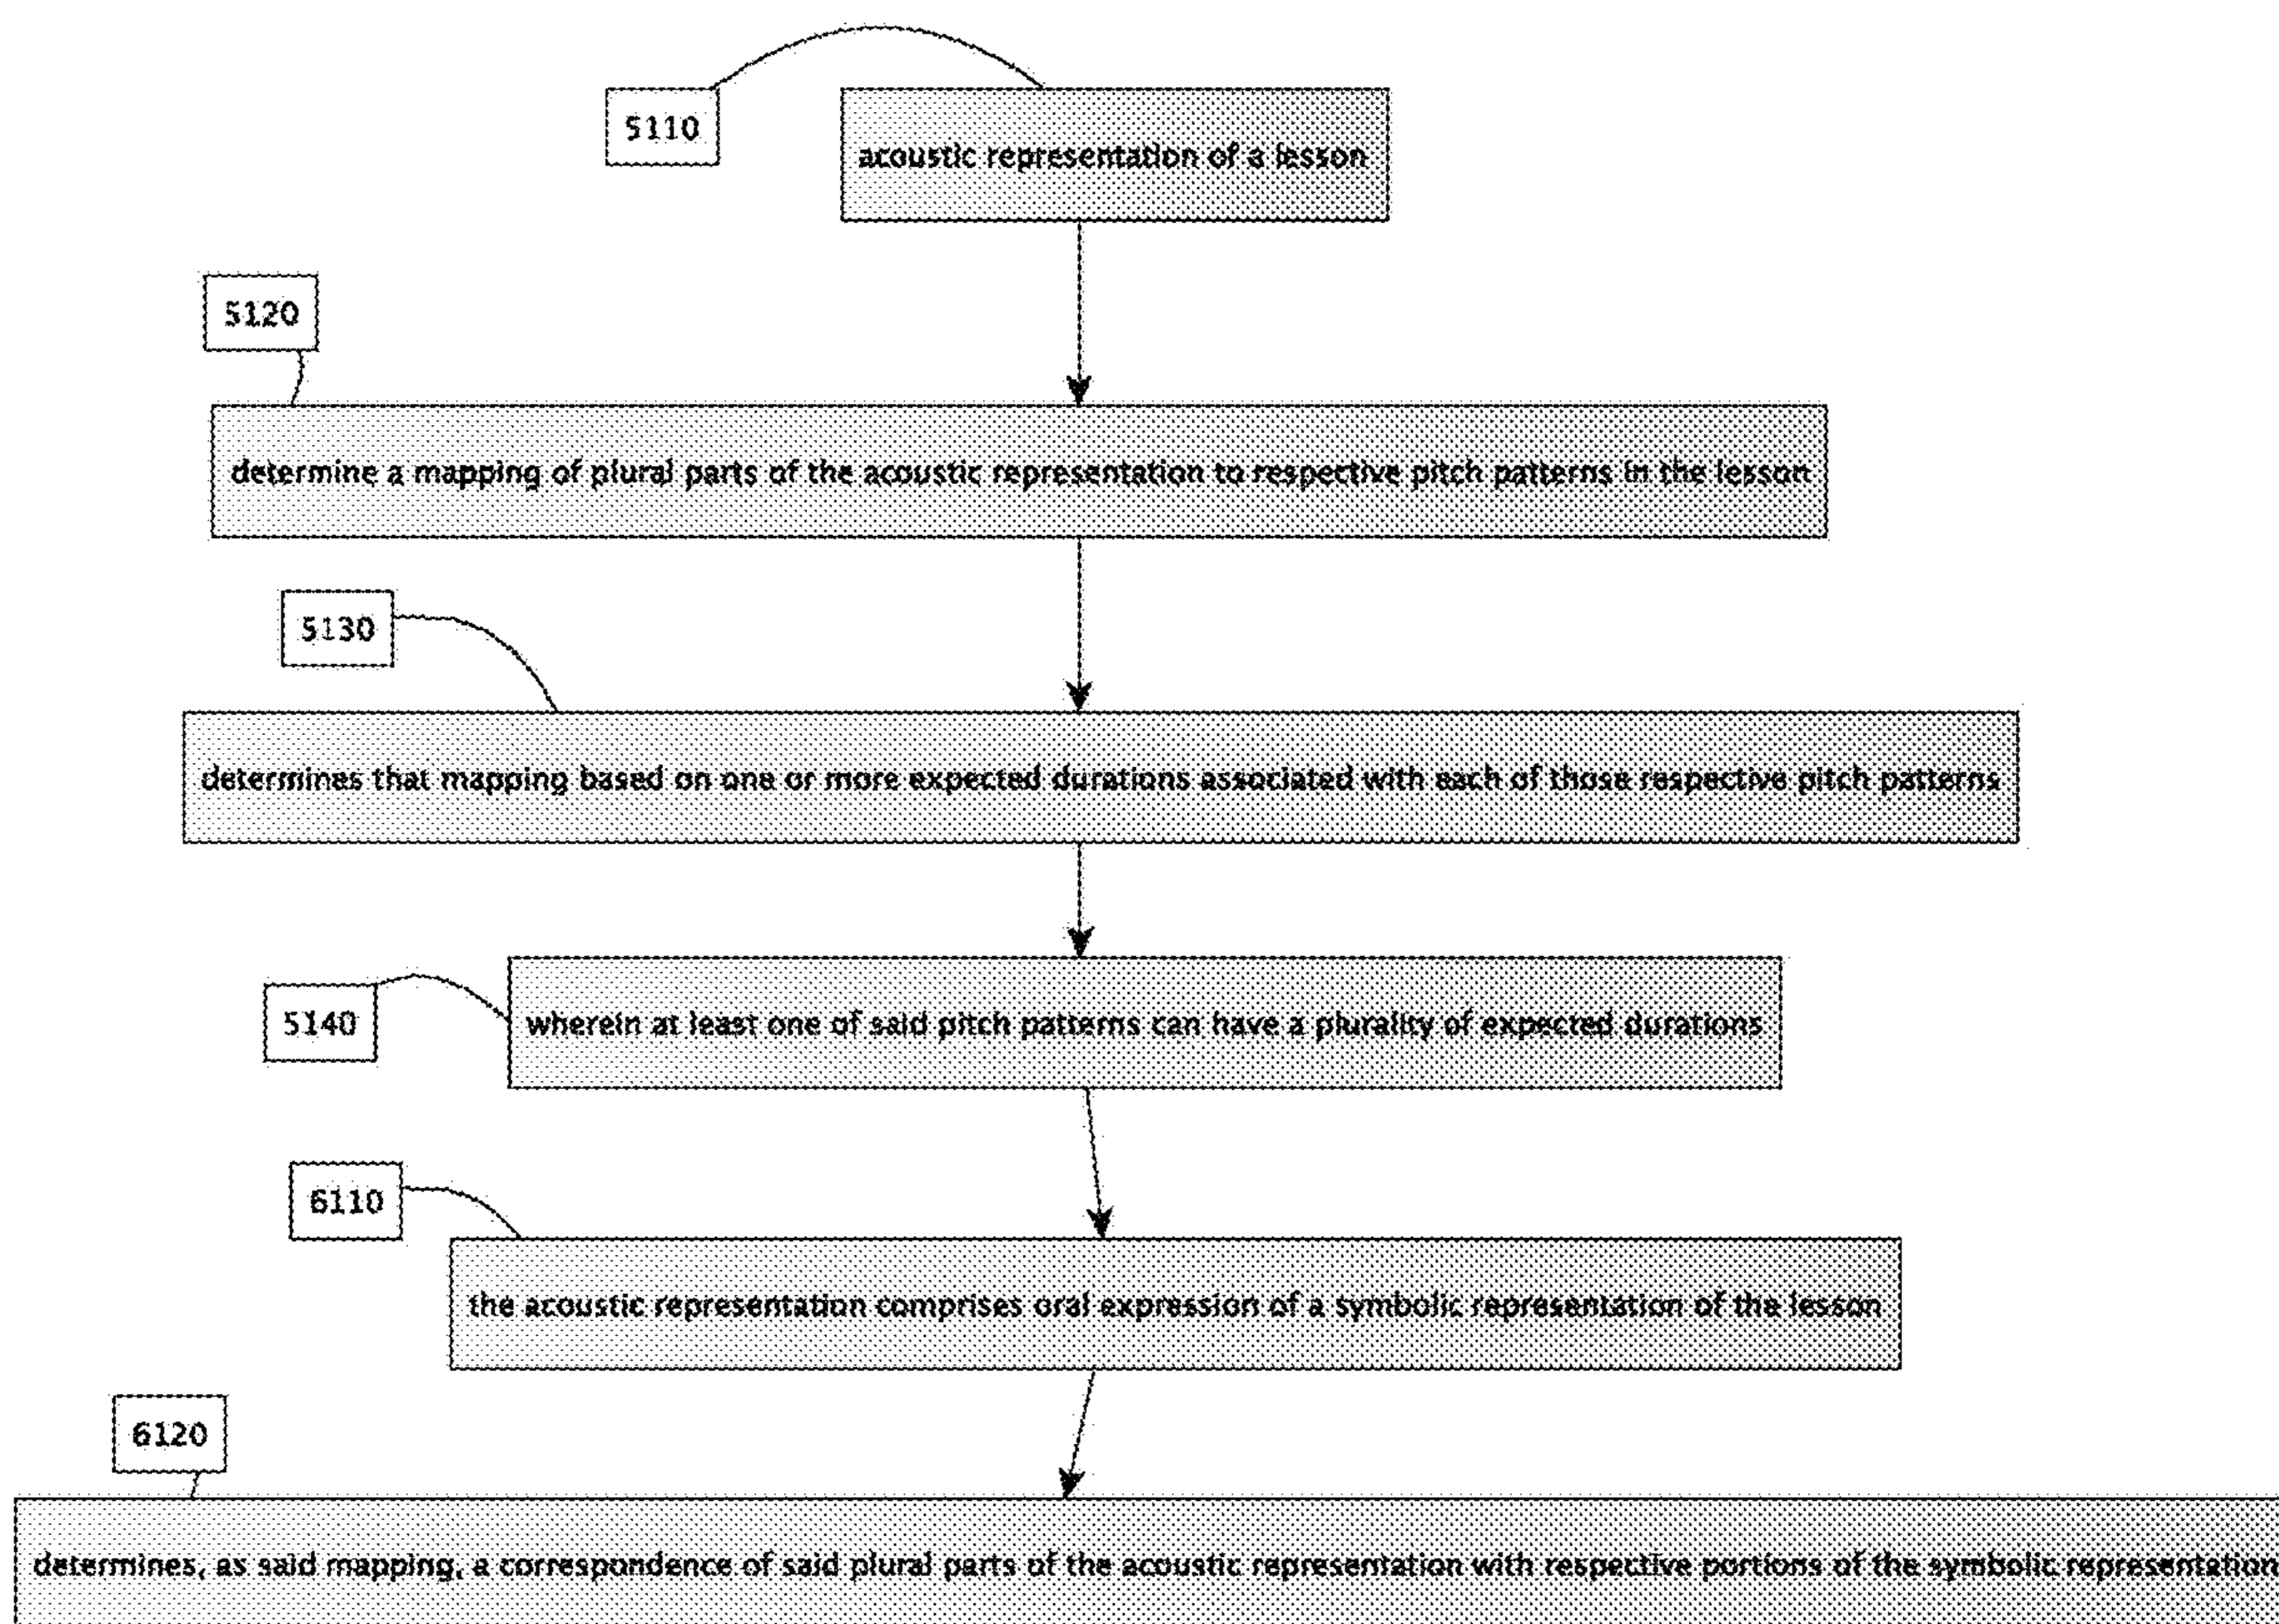 5110
acoustic representation of a lesson
5120
determine a mapping of plural parts of the acoustic representation to respective pitch patterns in the lesson
5130
determines that mapping based on one or more expected durations associated with each of those respective pitch patterns
5140
wherein at least one of said pitch patterns can have a plurality of expected durations
6110
the acoustic representation comprises oral expression of a symbolic representation of the lesson
6120
determines, as said mapping, a correspondence of said plural parts of the acoustic representation with respective portions of the symbolic representation